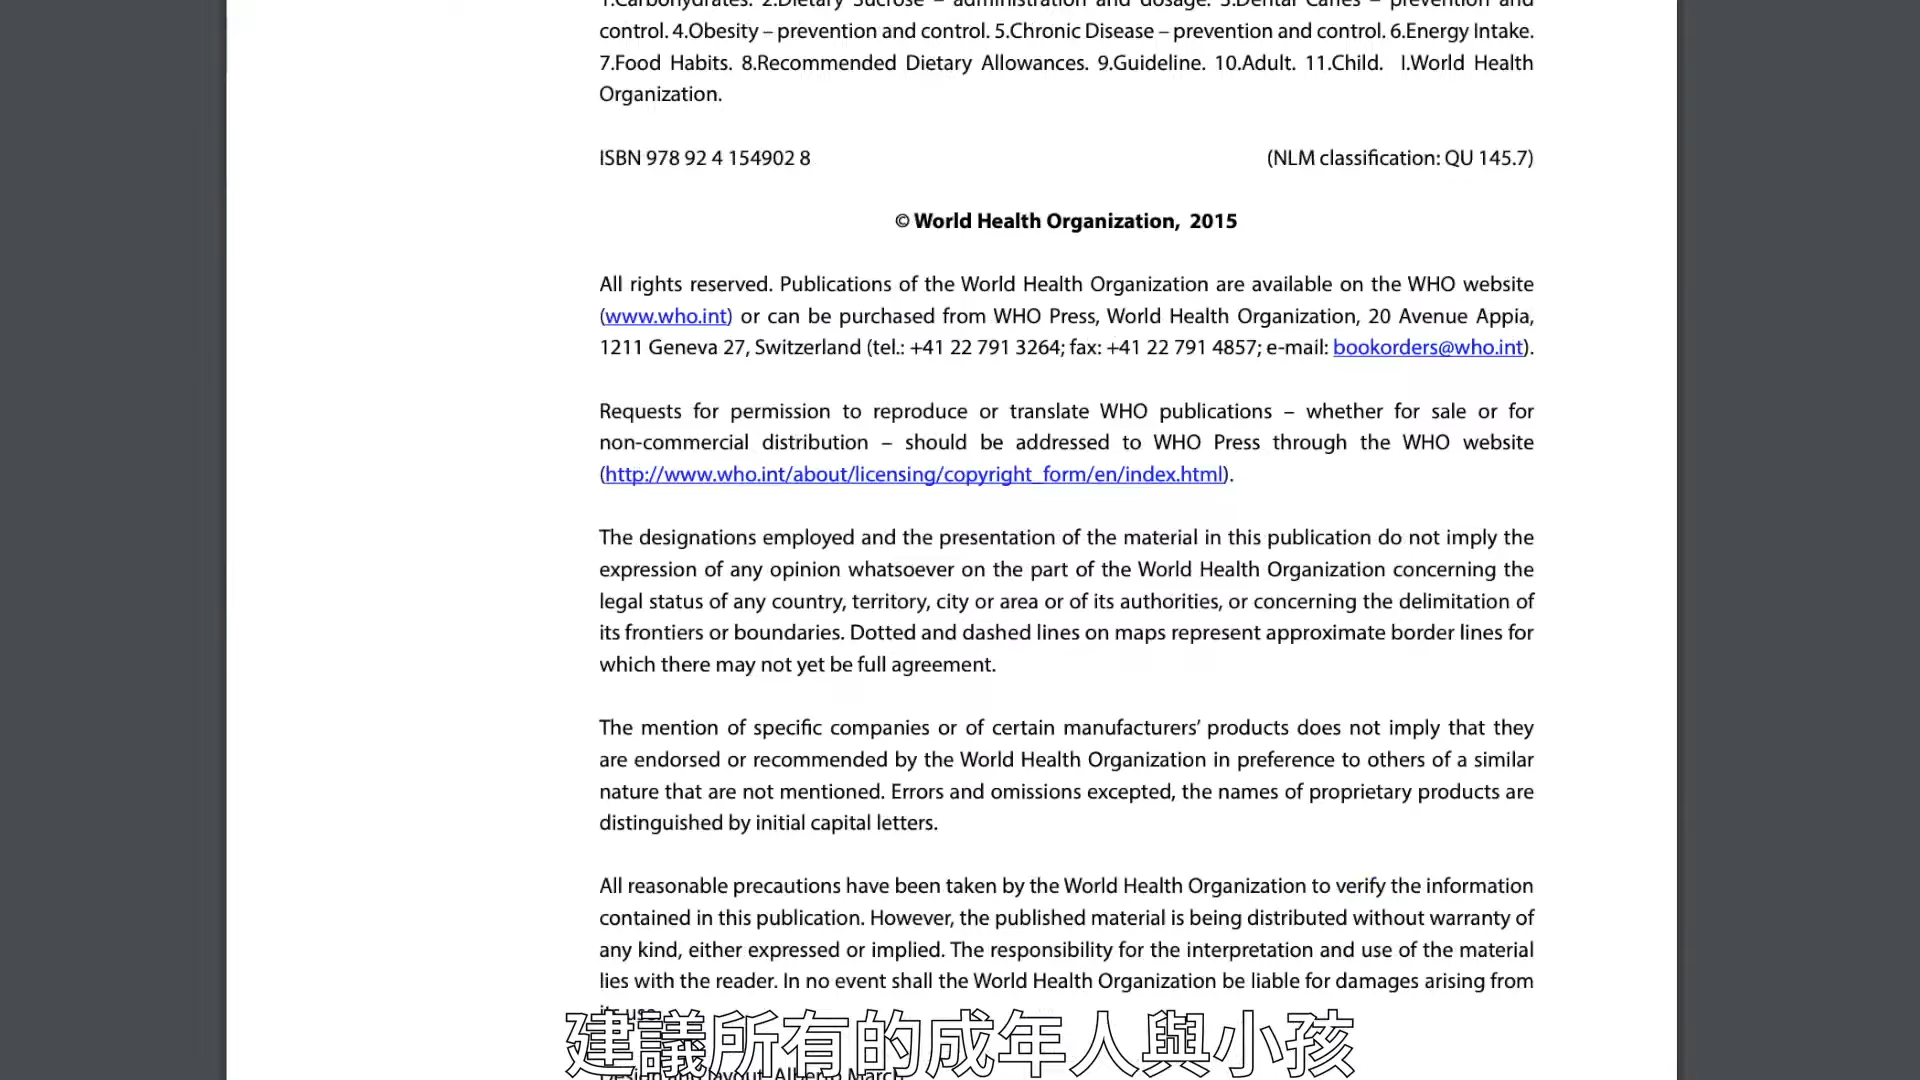 1.Carbohydrates. 2.Dietary Sucrose – administration and dosage. 3.Dental Caries – prevention and
control. 4.Obesity – prevention and control. 5.Chronic Disease – prevention and control. 6.Energy Intake.
7.Food Habits. 8.Recommended Dietary Allowances. 9.Guideline. 10.Adult. 11.Child. I.World Health
Organization.
ISBN 978 92 4 154902 8 (NLM classification: QU 145.7)
© World Health Organization, 2015
All rights reserved. Publications of the World Health Organization are available on the WHO website
(www.who.int) or can be purchased from WHO Press, World Health Organization, 20 Avenue Appia,
1211 Geneva 27, Switzerland (tel.: +41 22 791 3264; fax: +41 22 791 4857; e-mail: bookorders@who.int).
Requests for permission to reproduce or translate WHO publications – whether for sale or for
non-commercial distribution – should be addressed to WHO Press through the WHO website
(http://www.who.int/about/licensing/copyright_form/en/index.html).
The designations employed and the presentation of the material in this publication do not imply the
expression of any opinion whatsoever on the part of the World Health Organization concerning the
legal status of any country, territory, city or area or of its authorities, or concerning the delimitation of
its frontiers or boundaries. Dotted and dashed lines on maps represent approximate border lines for
which there may not yet be full agreement.
The mention of specific companies or of certain manufacturers’ products does not imply that they
are endorsed or recommended by the World Health Organization in preference to others of a similar
nature that are not mentioned. Errors and omissions excepted, the names of proprietary products are
distinguished by initial capital letters.
All reasonable precautions have been taken by the World Health Organization to verify the information
contained in this publication. However, the published material is being distributed without warranty of
any kind, either expressed or implied. The responsibility for the interpretation and use of the material
lies with the reader. In no event shall the World Health Organization be liable for damages arising from
its use.
建議所有的成年人與小孩